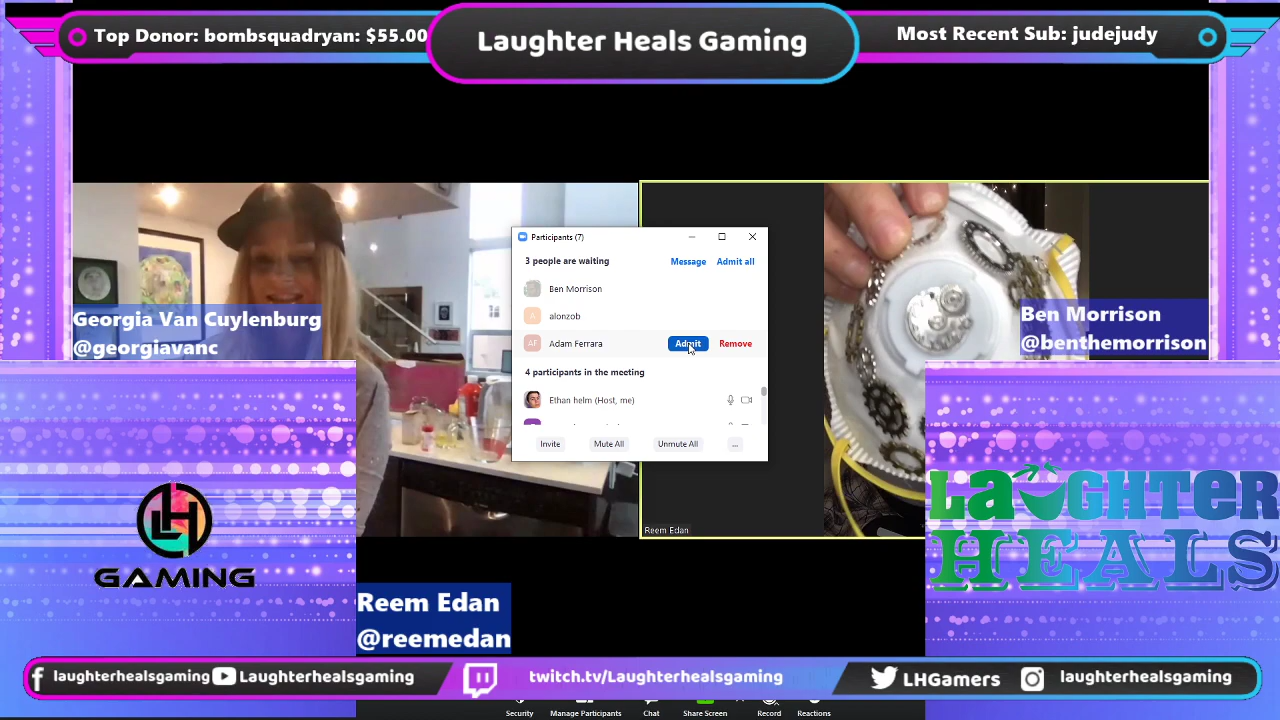 Top Donor: bombsquadryan: $55.00
Laughter Heals Gaming
Most Recent Sub: judejudy
Participants (7)
3 people are waiting
Message
Admit all
Ben Morrison
A
alonzob
AF
Adam Ferrara
Admit
Remove
4 participants in the meeting
Ethan helm (Host, me)
Invite
Mute All
Unmute All
...
Georgia Van Cuylenburg
@georgiavanc
Ben Morrison
@benthemorrison
Reem Edan
LH
GAMING
LaUGHTER
HEALS
Reem Edan
@reemedan
laughterhealsgaming
Laughterhealsgaming
twitch.tv/Laughterhealsgaming
LHGamers
laughterhealsgaming
Security
Manage Participants
Chat
Share Screen
Record
Reactions